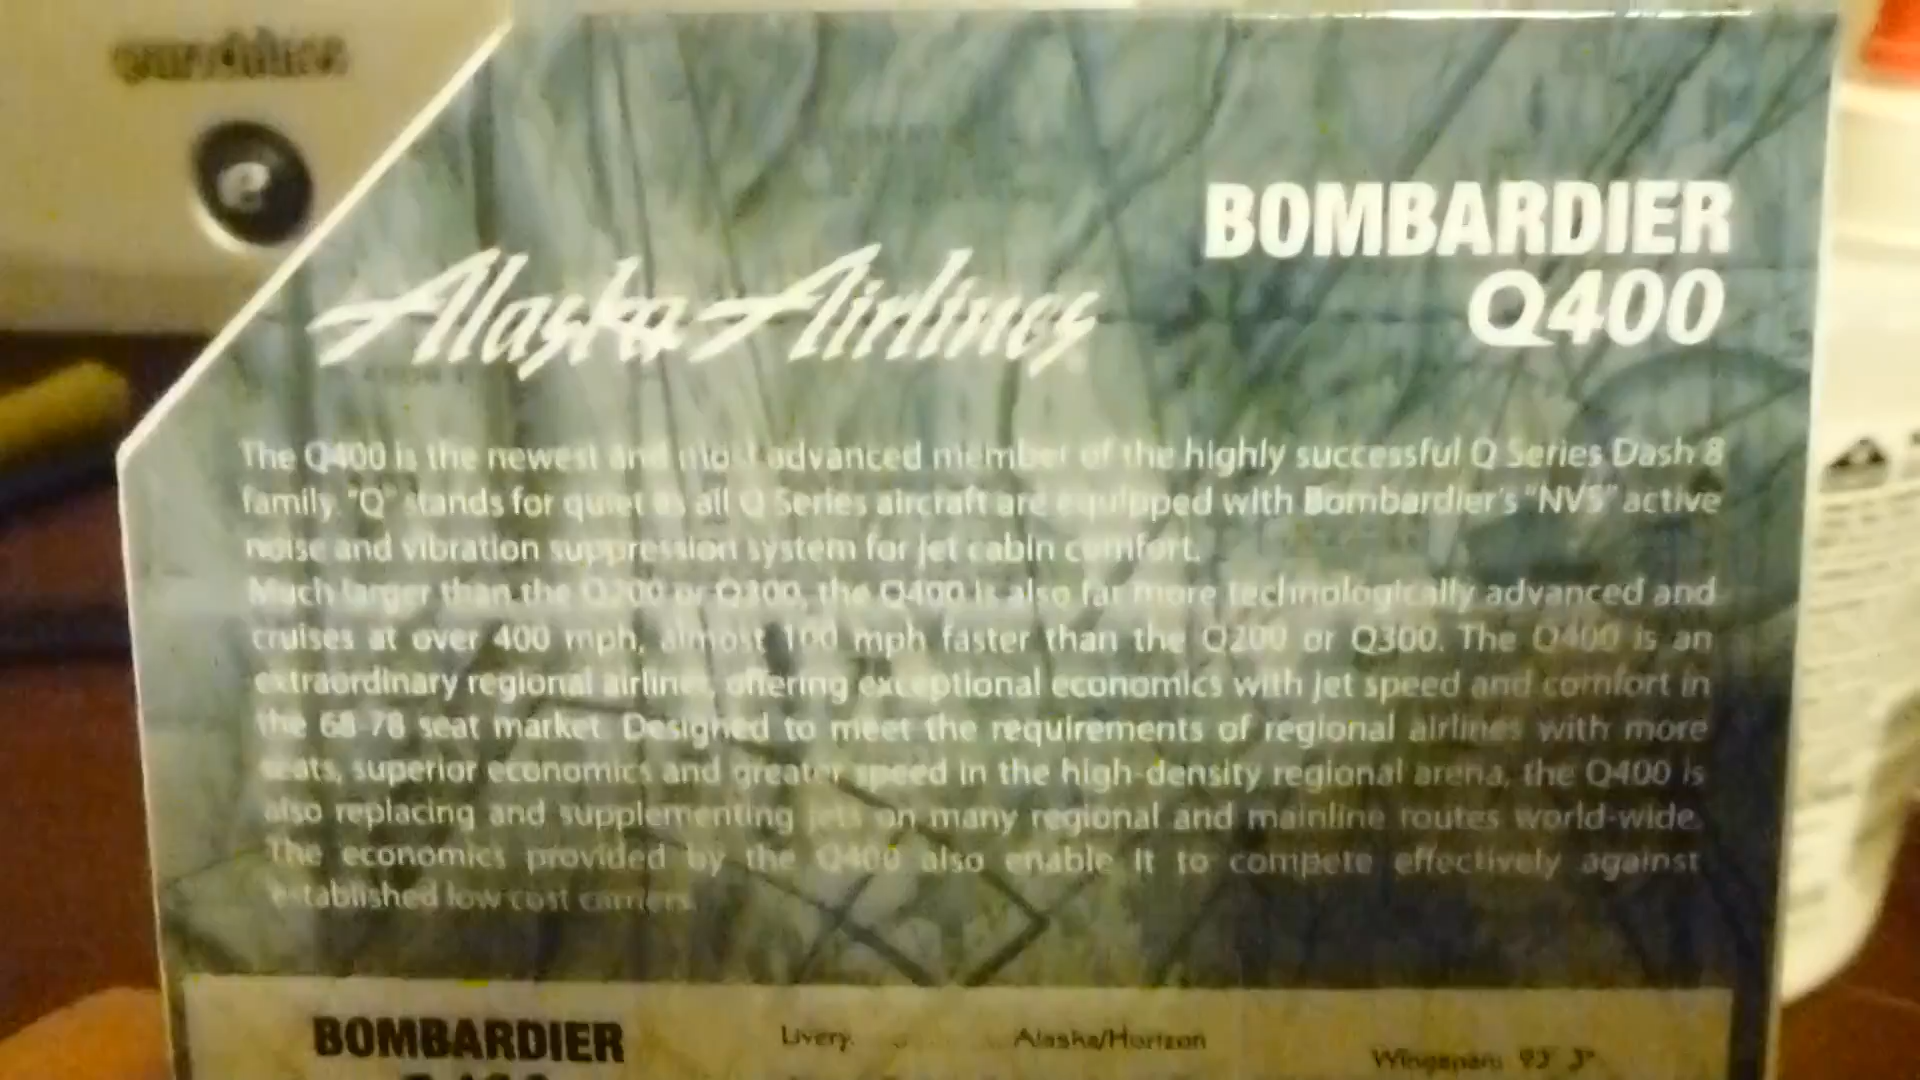 Alaska Airlines
BOMBARDIER
Q400
The Q400 is the newest and most advanced member of the highly successful Q Series Dash 8
family. "Q" stands for quiet as all Q Series aircraft are equipped with Bombardier's "NVS" active
noise and vibration suppression system for jet cabin comfort.
Much larger than the Q200 or Q300, the Q400 is also far more technologically advanced and
cruises at over 400 mph, almost 100 mph faster than the Q200 or Q300. The Q400 is an
extraordinary regional airliner, offering exceptional economics with jet speed and comfort in
the 68-78 seat market. Designed to meet the requirements of regional airlines with more
seats, superior economics and greater speed in the high-density regional arena, the Q400 is
also replacing and supplementing jets on many regional and mainline routes world-wide.
The economics provided by the Q400 also enable it to compete effectively against
established low cost carriers.
BOMBARDIER
Livery: Alaska/Horizon
Wingspan: 93' 3"